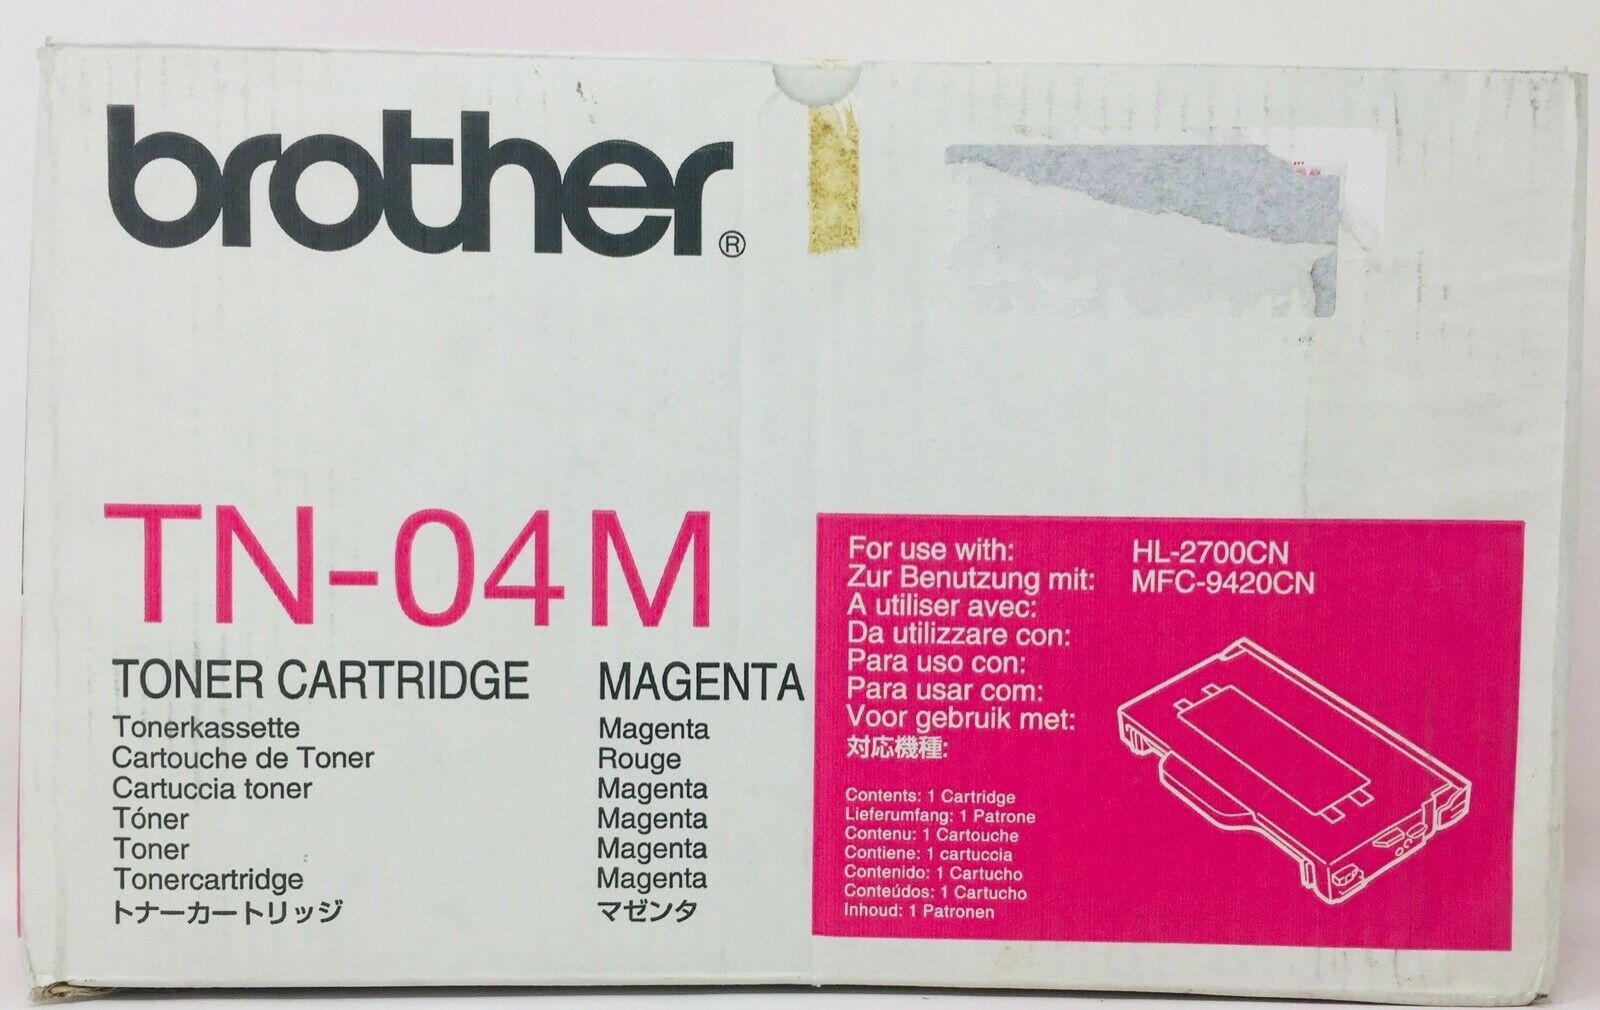 brother®
TN-04M
TONER CARTRIDGE MAGENTA
Tonerkassette Magenta
Cartouche de Toner Rouge
Cartuccia toner Magenta
Tóner Magenta
Toner Magenta
Tonercartridge Magenta
トナーカートリッジ マゼンタ
For use with: HL-2700CN
Zur Benutzung mit: MFC-9420CN
A utiliser avec:
Da utilizzare con:
Para uso con:
Para usar com:
Voor gebruik met:
対応機種:
Contents: 1 Cartridge
Lieferumfang: 1 Patrone
Contenu: 1 Cartouche
Contiene: 1 cartuccia
Contenido: 1 Cartucho
Conteúdos: 1 Cartucho
Inhoud: 1 Patronen